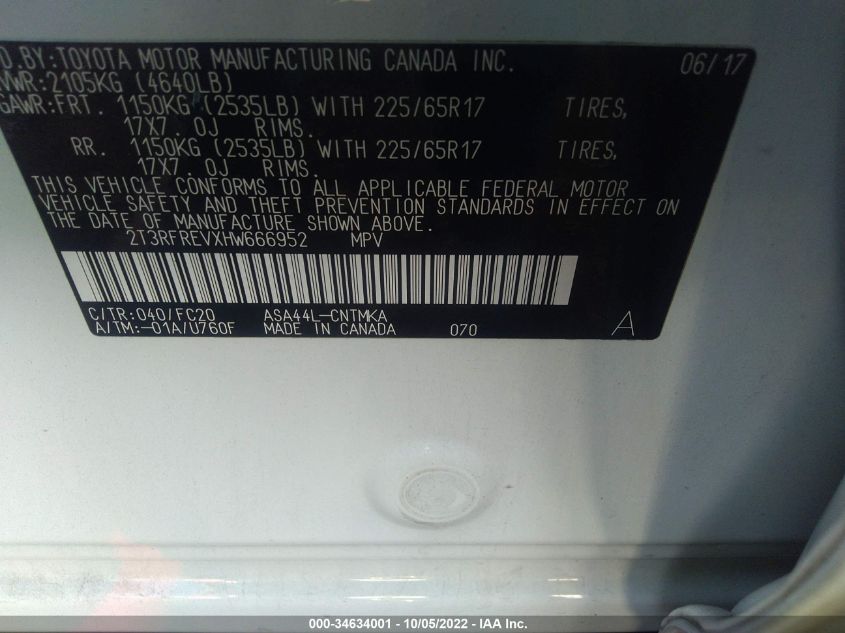 D. BY: TOYOTA MOTOR MANUFACTURING CANADA INC. 06/17
VWR: 2105KG (4640LB)
GAWR: FRT. 1150KG (2535LB) WITH 225/65R17 TIRES,
17X7.0J RIMS.
RR. 1150KG (2535LB) WITH 225/65R17 TIRES,
17X7.0J RIMS.
THIS VEHICLE CONFORMS TO ALL APPLICABLE FEDERAL MOTOR
VEHICLE SAFETY AND THEFT PREVENTION STANDARDS IN EFFECT ON
THE DATE OF MANUFACTURE SHOWN ABOVE.
2T3RFREVXHW666952 MPV
C/TR: 040/FC20 ASA44L-CNTMKA
A/TM: -01A/U760F MADE IN CANADA 070 A
000-34634001 - 10/05/2022 - IAA Inc.